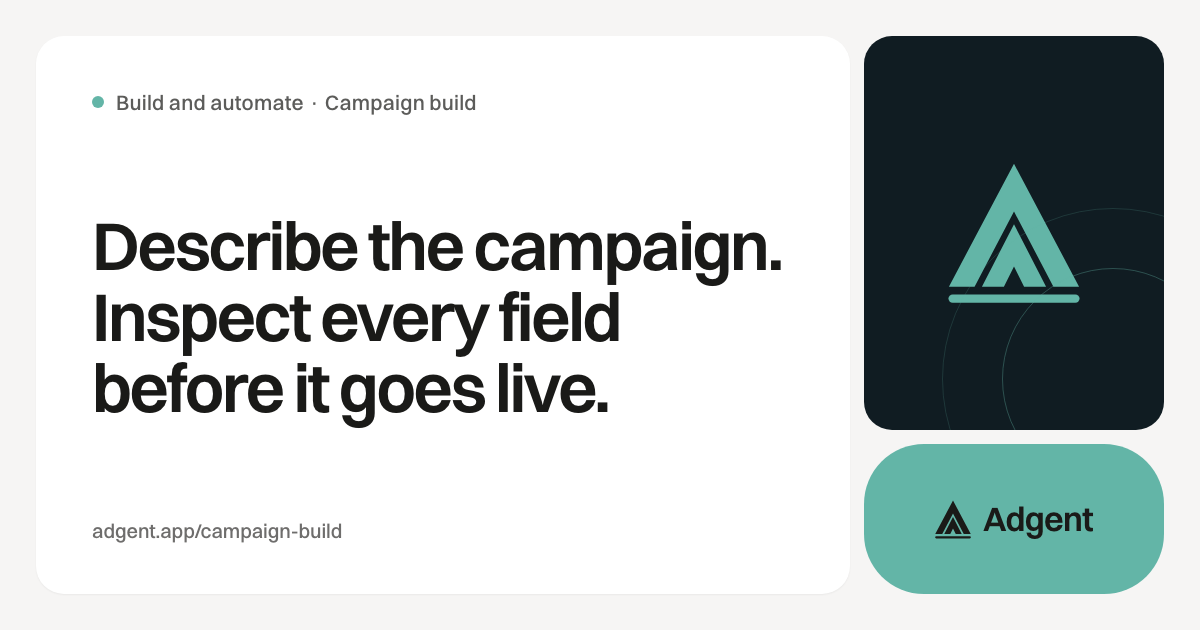 Build and automate · Campaign build
Describe the campaign.
Inspect every field
before it goes live.
adgent.app/campaign-build
Adgent